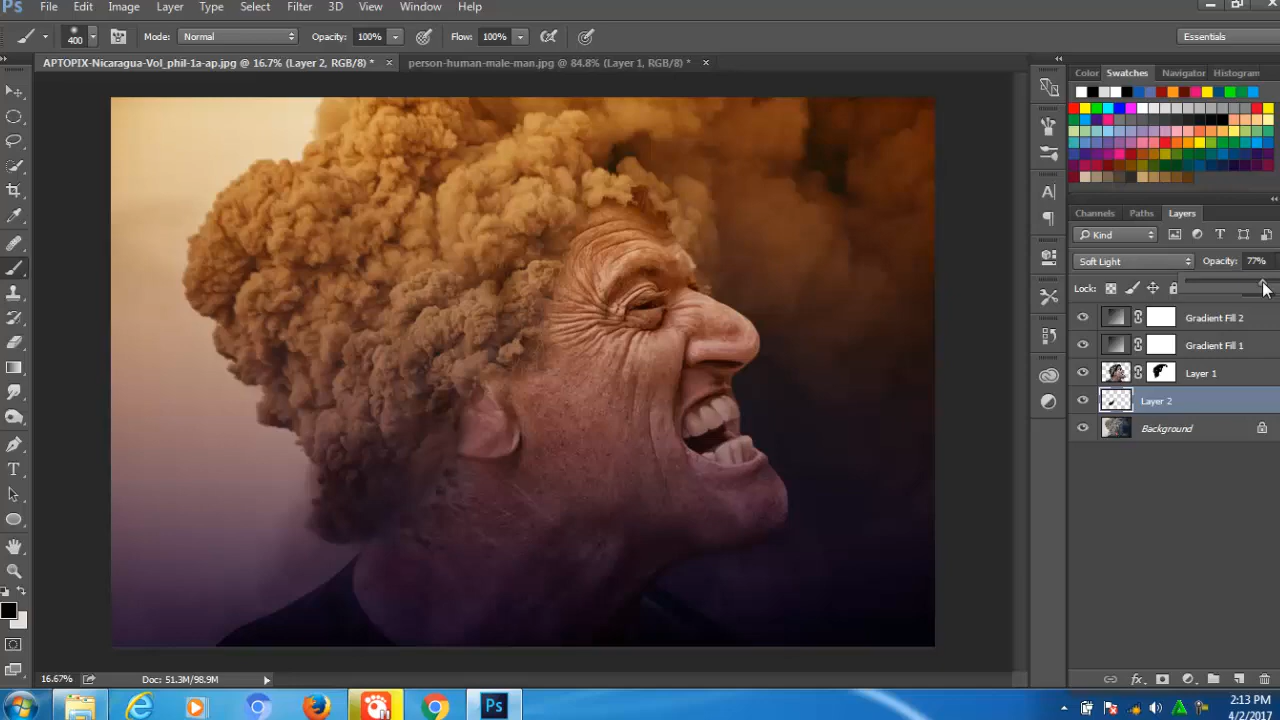 Ps File Edit Image Layer Type Select Filter 3D View Window Help
400 Mode: Normal Opacity: 100% Flow: 100% Essentials
APTOPIX-Nicaragua-Vol_phil-1a-ap.jpg @ 16.7% (Layer 2, RGB/8) * × person-human-male-man.jpg @ 84.8% (Layer 1, RGB/8) * ×
Color Swatches Navigator Histogram
Channels Paths Layers
Kind
Soft Light Opacity: 77%
Lock:
Gradient Fill 2
Gradient Fill 1
Layer 1
Layer 2
Background
16.67% Doc: 51.3M/98.9M
Ps 2:13 PM
4/2/2017